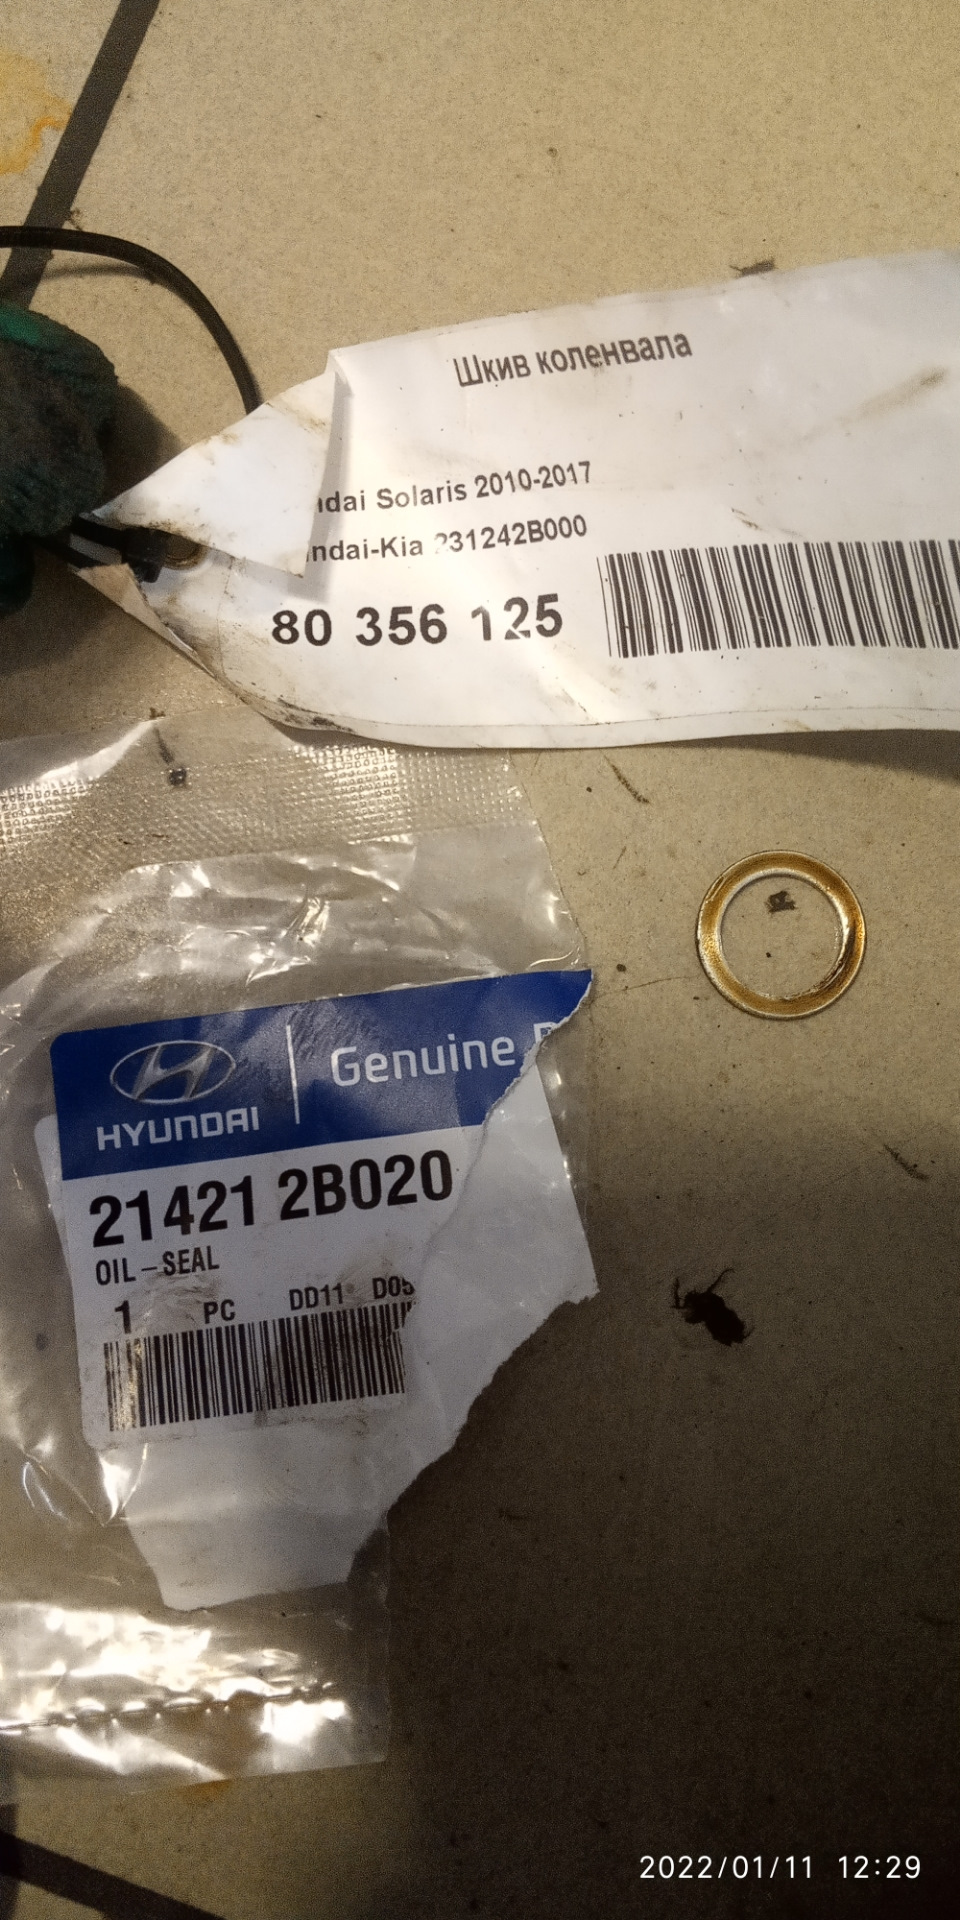 Шкив коленвала
ndai Solaris 2010-2017
ndai-Kia 231242B000
80 356 125
HYUNDAI
Genuine
21421 2B020
OIL-SEAL
1 PC DD11 D05
2022/01/11 12:29